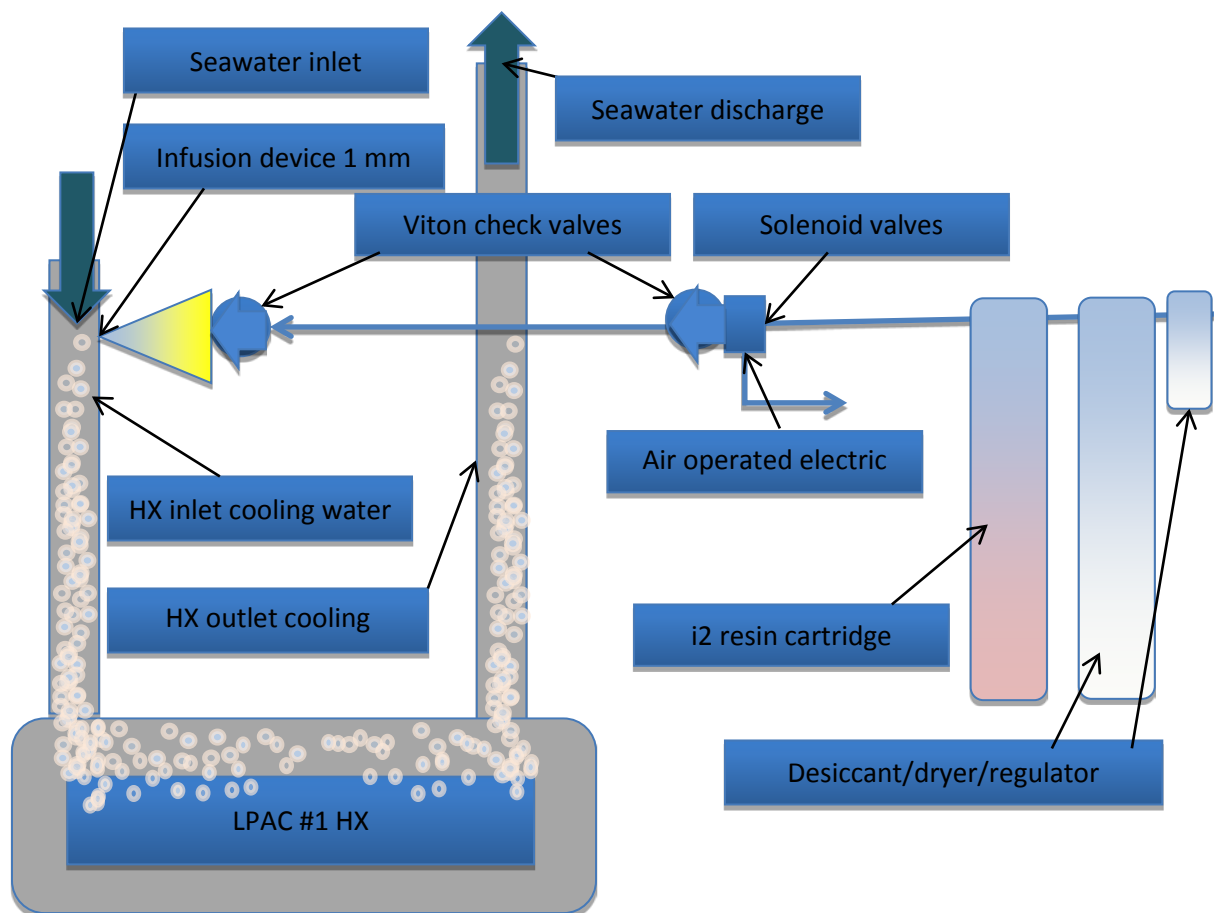 Seawater inlet
Seawater discharge
Infusion device 1 mm
Viton check valves
Solenoid valves
Air operated electric
HX inlet cooling water
HX outlet cooling
i2 resin cartridge
Desiccant/dryer/regulator
LPAC #1 HX